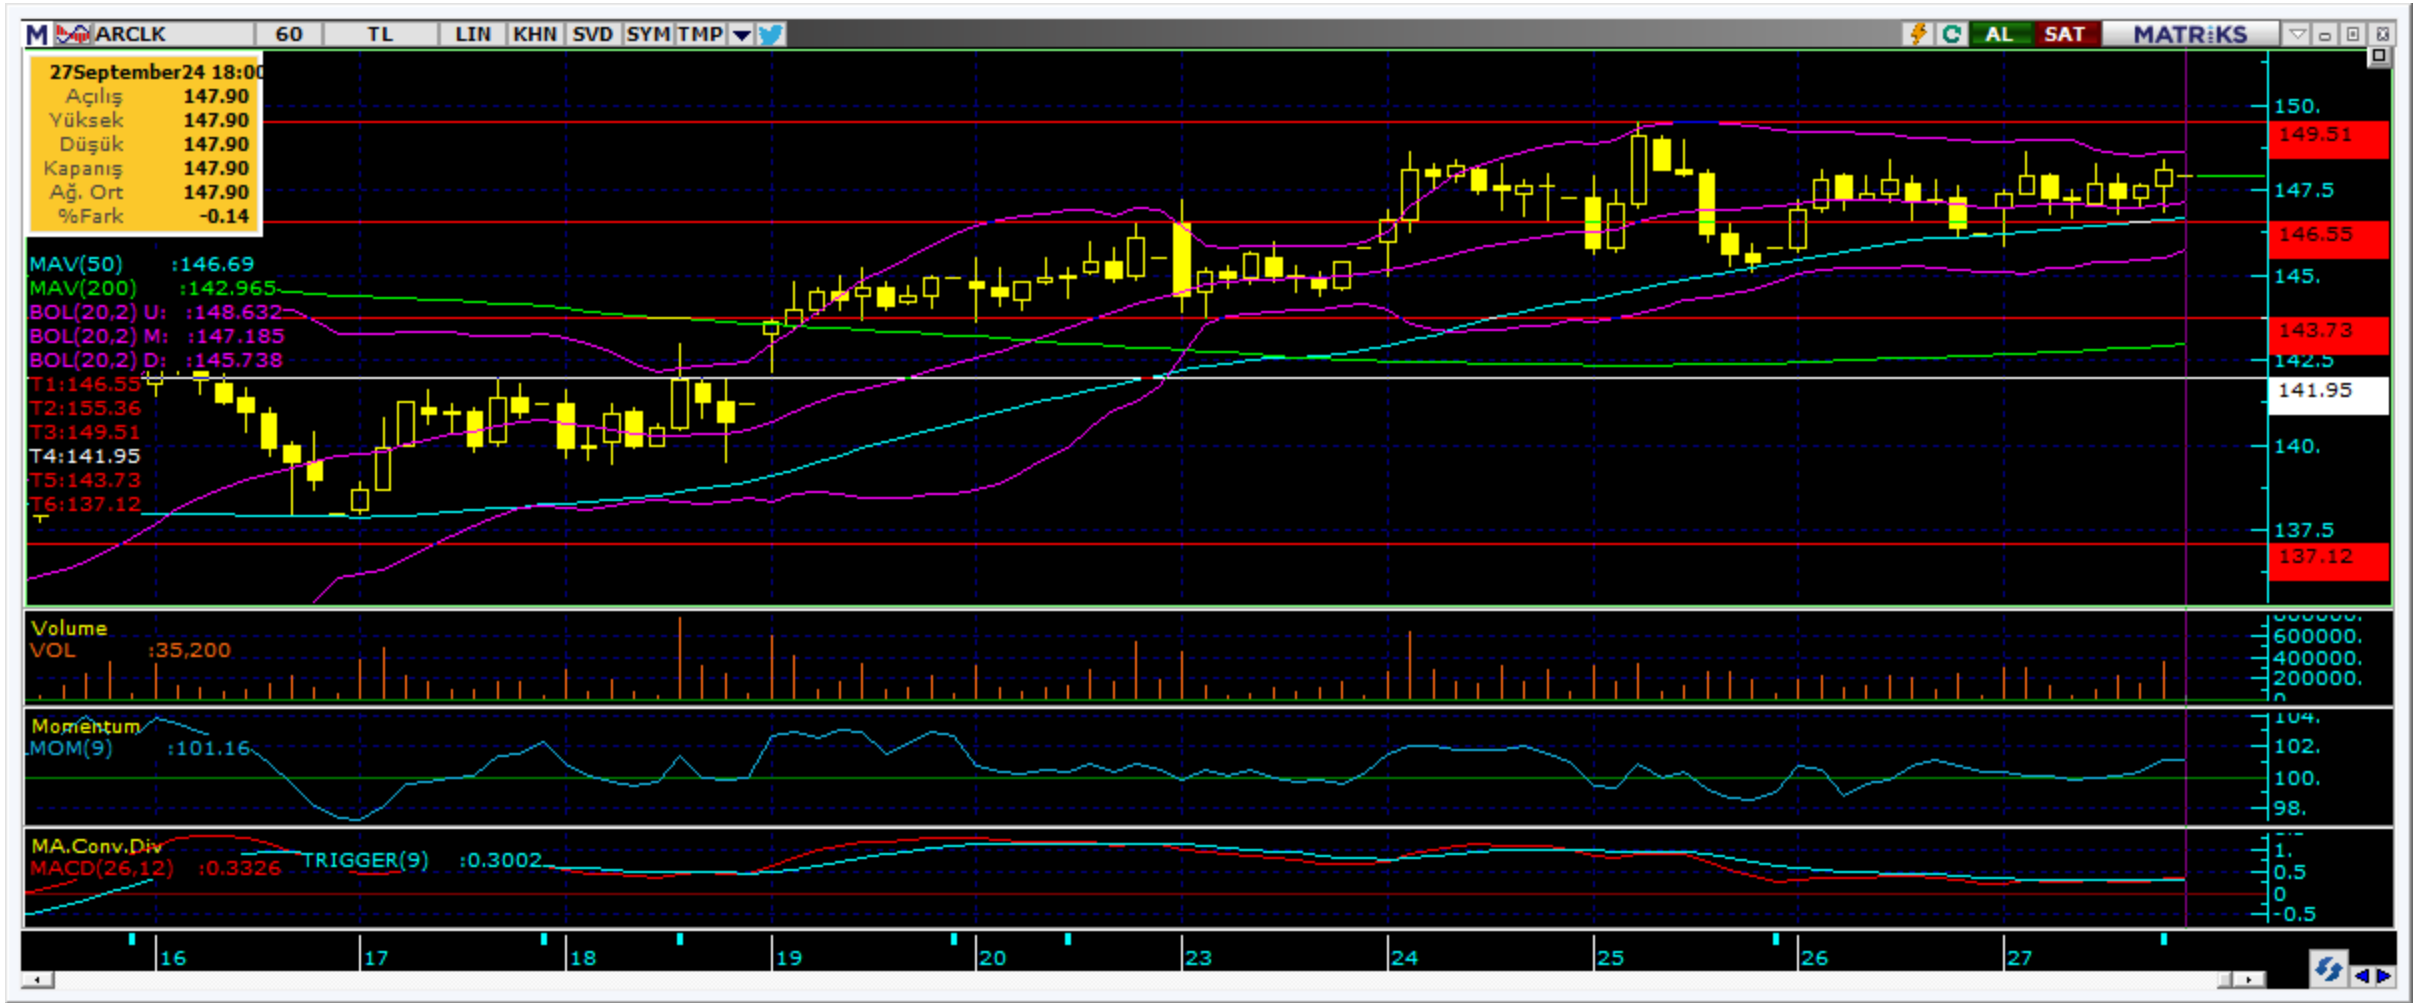 M ARCLK 60 TL LIN KHN SVD SYM TMP AL SAT MATRiKS
27September24 18:00
Açılış 147.90
Yüksek 147.90
Düşük 147.90
Kapanış 147.90
Ağ. Ort 147.90
%Fark -0.14
MAV(50) :146.69
MAV(200) :142.965
BOL(20,2) U: :148.632
BOL(20,2) M: :147.185
BOL(20,2) D: :145.738
T1:146.55
T2:155.36
T3:149.51
T4:141.95
T5:143.73
T6:137.12
150.
149.51
147.5
146.55
145.
143.73
142.5
141.95
140.
137.5
137.12
Volume
VOL :35,200
600000.
400000.
200000.
0
Momentum
MOM(9) :101.16
104.
102.
100.
98.
MA.Conv.Div
MACD(26,12) :0.3326 TRIGGER(9) :0.3002
1.
0.5
0
-0.5
16 17 18 19 20 23 24 25 26 27